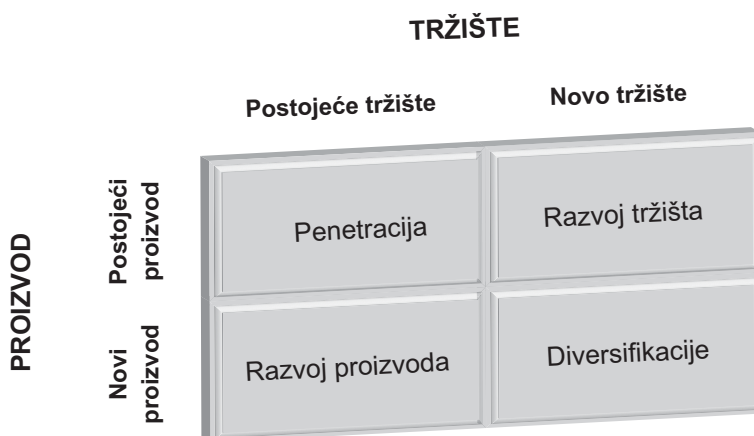 TRŽIŠTE
Postojeće tržište
Novo tržište
PROIZVOD
Postojeći
proizvod
Penetracija
Razvoj tržišta
Novi
proizvod
Razvoj proizvoda
Diversifikacije